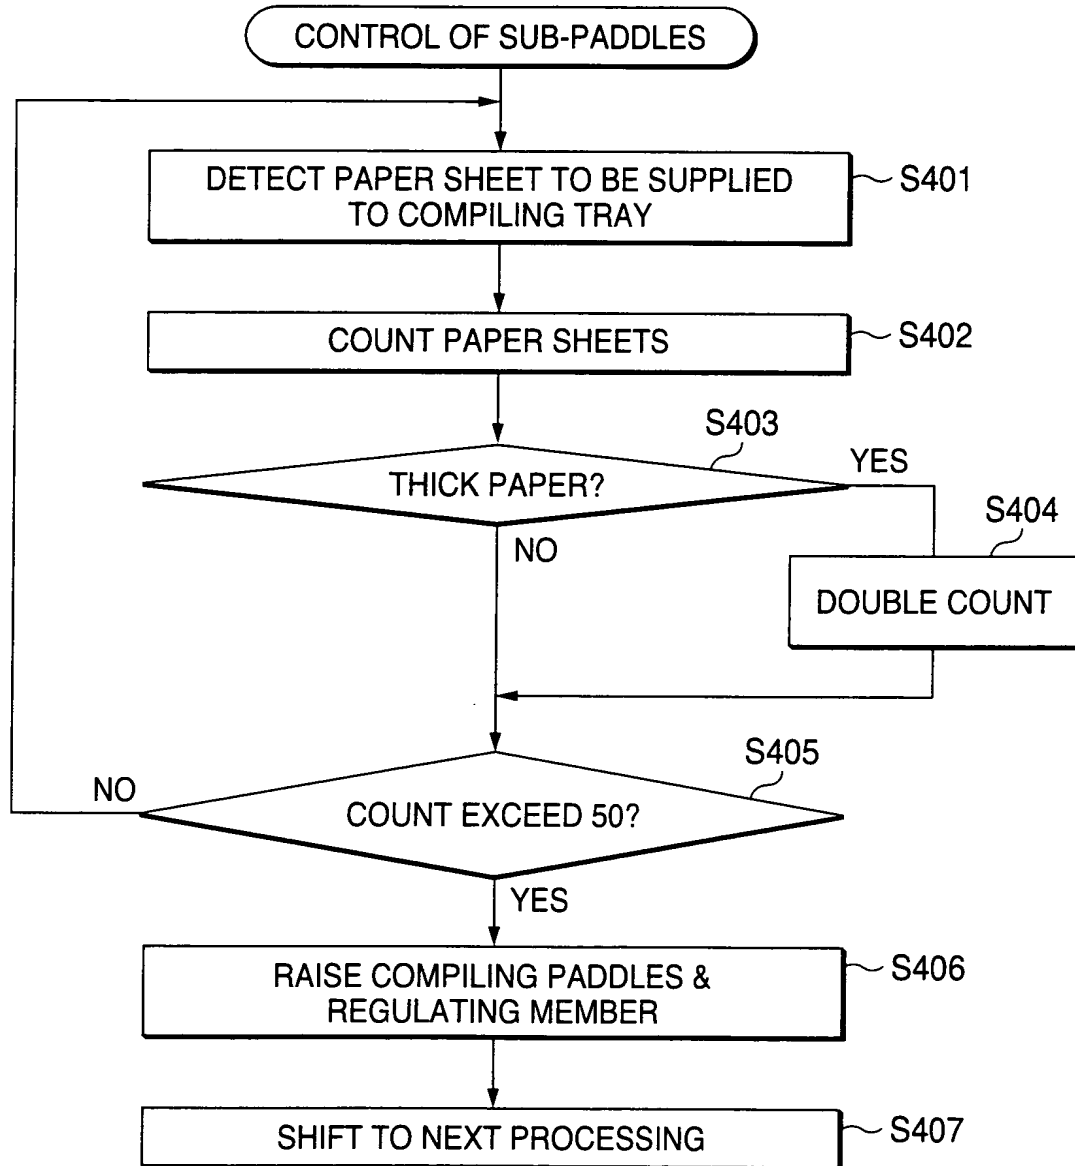 CONTROL OF SUB-PADDLES
DETECT PAPER SHEET TO BE SUPPLIED
TO COMPILING TRAY
S401
COUNT PAPER SHEETS
S402
S403
THICK PAPER?
YES
NO
S404
DOUBLE COUNT
S405
NO
COUNT EXCEED 50?
YES
RAISE COMPILING PADDLES &
REGULATING MEMBER
S406
SHIFT TO NEXT PROCESSING
S407